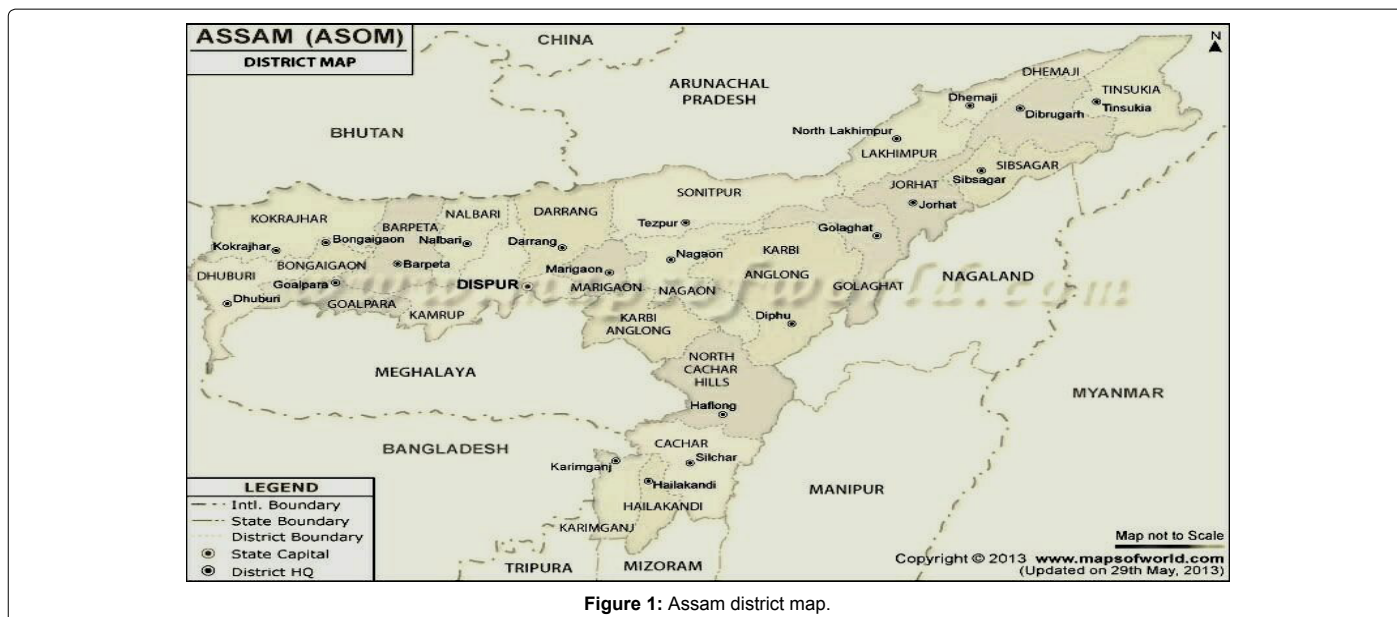 ASSAM (ASOM)
DISTRICT MAP
CHINA
N
ARUNACHAL
PRADESH
BHUTAN
DHEMAJI
TINSUKIA
Dhemaji
Dibrugarh
Tinsukia
North Lakhimpur
LAKHIMPUR
SIBSAGAR
Sibsagar
JORHAT
Jorhat
SONITPUR
Tezpur
Golaghat
KOKRAJHAR
Kokrajhar
Bongaigaon
BARPETA
Barpeta
NALBARI
Nalbari
DARRANG
Darrang
DHUBURI
Dhuburi
BONGAIGAON
Goalpara
GOALPARA
KAMRUP
DISPUR
Marigaon
MARIGAON
Nagaon
NAGAON
KARBI
ANGLONG
GOLAGHAT
NAGALAND
KARBI
ANGLONG
Diphu
www.mapsofworld.com
MEGHALAYA
NORTH
CACHAR
HILLS
Haflong
MYANMAR
BANGLADESH
CACHAR
Silchar
Karimganj
Hailakandi
HAILAKANDI
KARIMGANJ
MANIPUR
TRIPURA
MIZORAM
LEGEND
Intl. Boundary
State Boundary
District Boundary
State Capital
District HQ
Map not to Scale
Copyright © 2013 www.mapsofworld.com
(Updated on 29th May, 2013)
Figure 1: Assam district map.